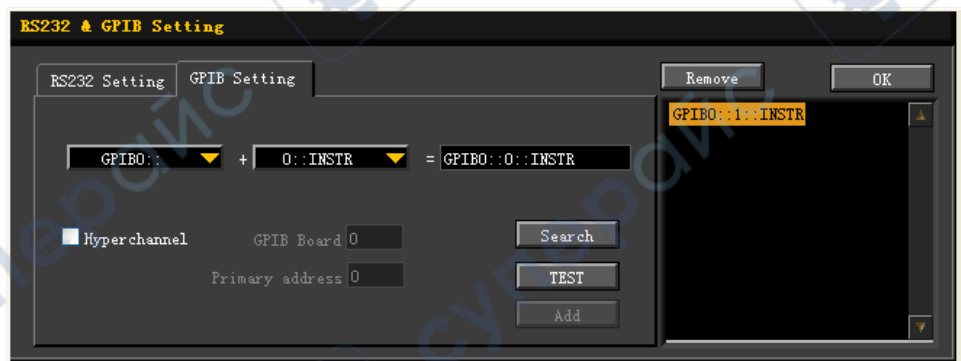 RS232 & GPIB Setting
RS232 Setting
GPIB Setting
Remove
OK
GPIB0::1::INSTR
GPIB0::
+
0::INSTR
=
GPIB0::0::INSTR
Hyperchannel
GPIB Board
0
Search
Primary address
0
TEST
Add
суперайс